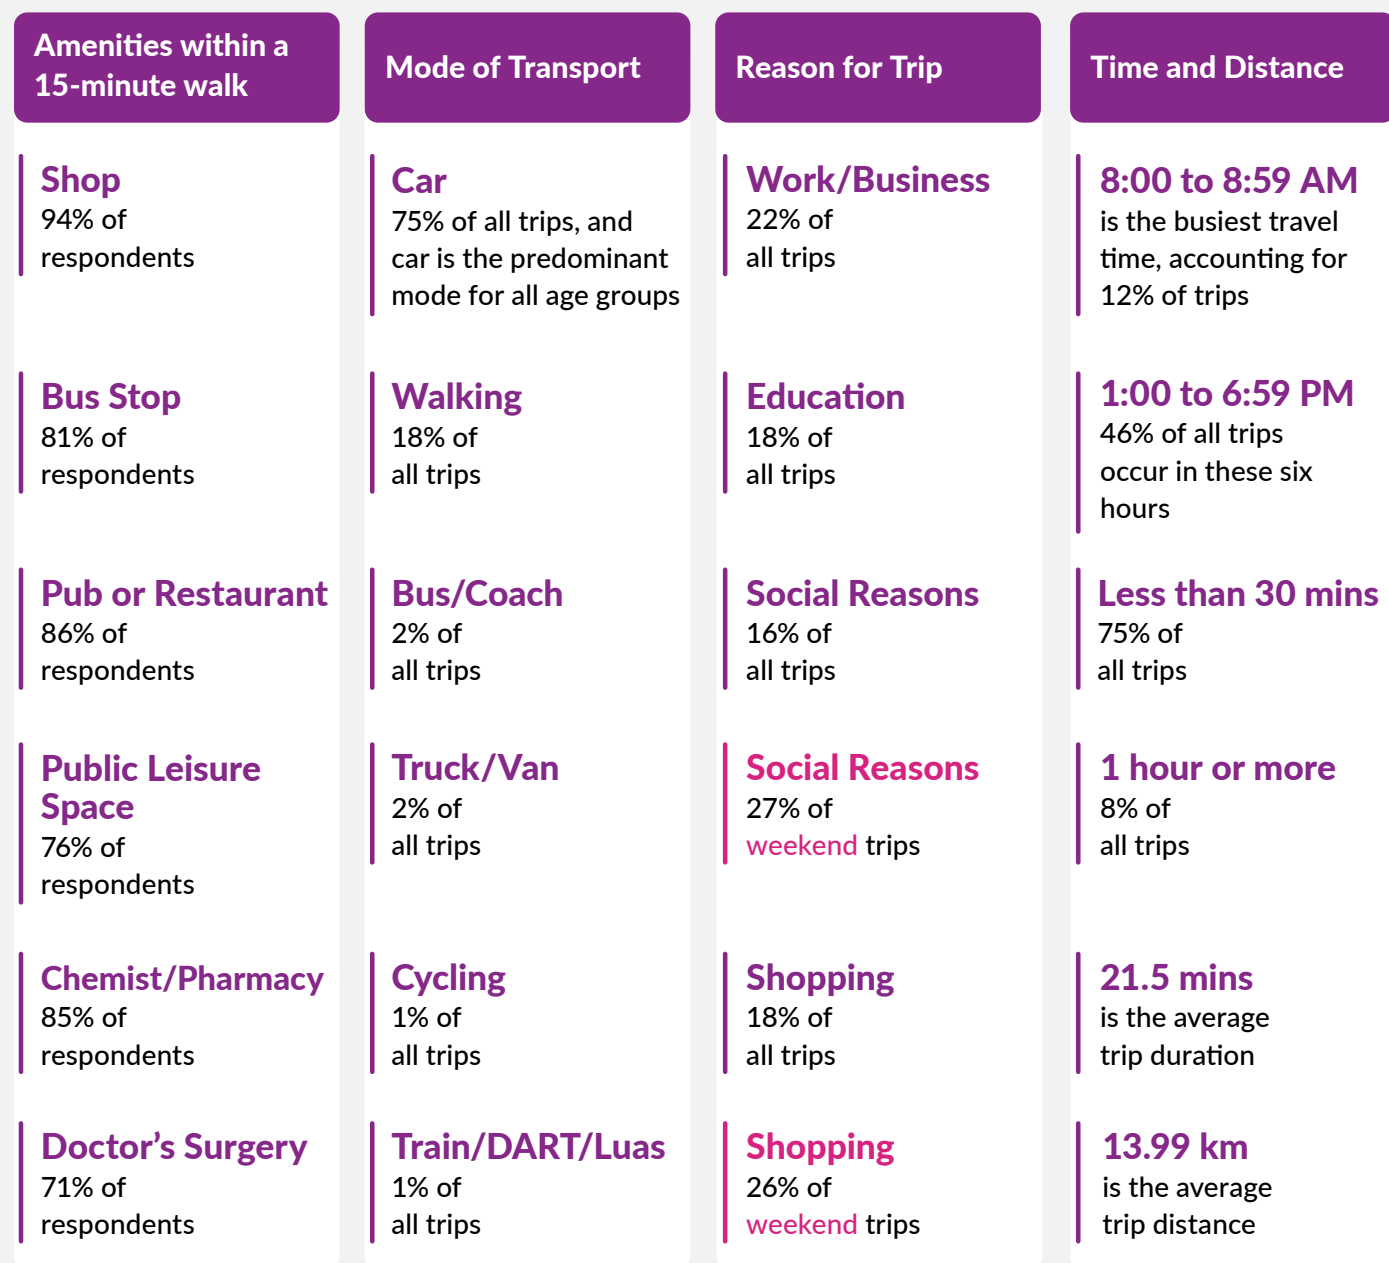 Amenities within a
15-minute walk
Shop
94% of
respondents
Bus Stop
81% of
respondents
Pub or Restaurant
86% of
respondents
Public Leisure
Space
76% of
respondents
Chemist/Pharmacy
85% of
respondents
Doctor’s Surgery
71% of
respondents
Mode of Transport
Car
75% of all trips, and
car is the predominant
mode for all age groups
Walking
18% of
all trips
Bus/Coach
2% of
all trips
Truck/Van
2% of
all trips
Cycling
1% of
all trips
Train/DART/Luas
1% of
all trips
Reason for Trip
Work/Business
22% of
all trips
Education
18% of
all trips
Social Reasons
16% of
all trips
Social Reasons
27% of
weekend trips
Shopping
18% of
all trips
Shopping
26% of
weekend trips
Time and Distance
8:00 to 8:59 AM
is the busiest travel
time, accounting for
12% of trips
1:00 to 6:59 PM
46% of all trips
occur in these six
hours
Less than 30 mins
75% of
all trips
1 hour or more
8% of
all trips
21.5 mins
is the average
trip duration
13.99 km
is the average
trip distance